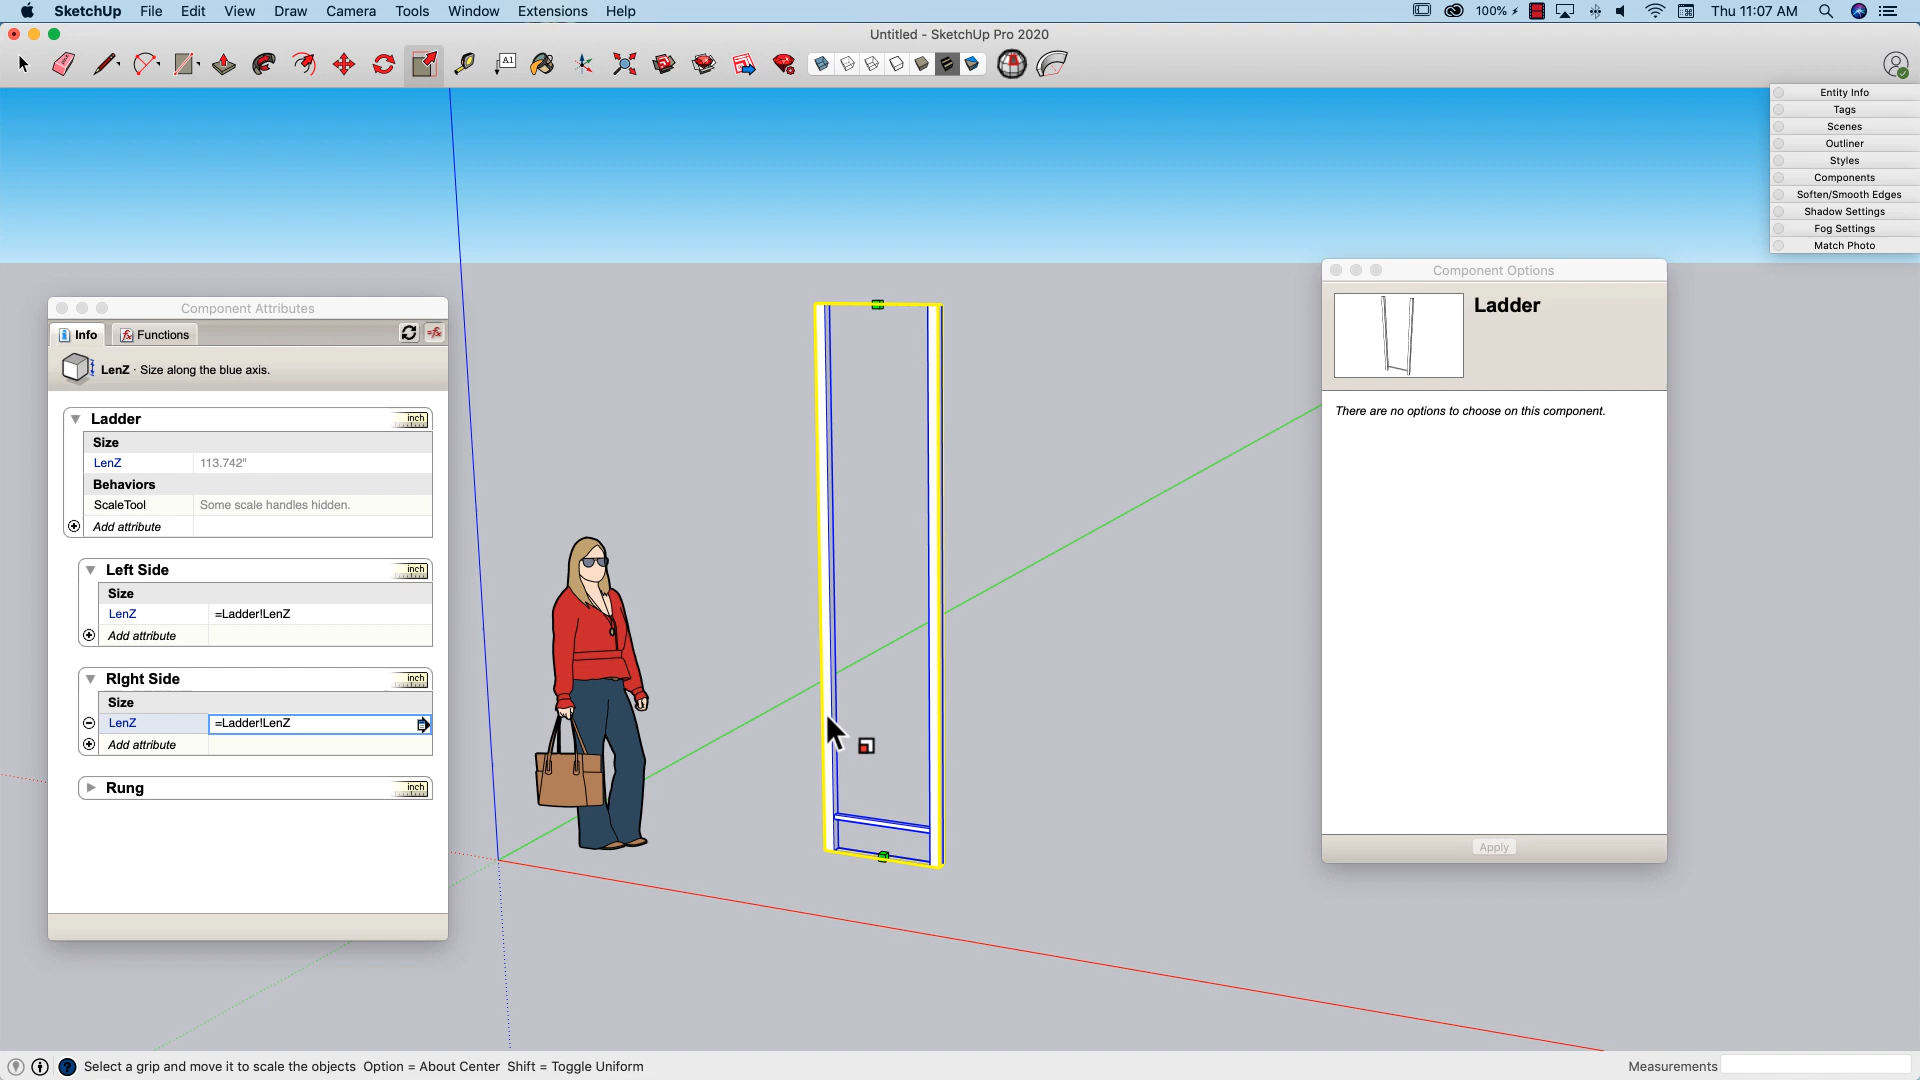 SketchUp File Edit View Draw Camera Tools Window Extensions Help
100% Thu 11:07 AM
Untitled - SketchUp Pro 2020
A1
Entity Info
Tags
Scenes
Outliner
Styles
Components
Soften/Smooth Edges
Shadow Settings
Fog Settings
Match Photo
Component Attributes
Info Functions =fx
LenZ · Size along the blue axis.
Ladder inch
Size
LenZ 113.742"
Behaviors
ScaleTool Some scale handles hidden.
Add attribute
Left Side inch
Size
LenZ =Ladder!LenZ
Add attribute
RIght Side inch
Size
LenZ =Ladder!LenZ
Add attribute
Rung inch
Component Options
Ladder
There are no options to choose on this component.
Apply
Select a grip and move it to scale the objects Option = About Center Shift = Toggle Uniform
Measurements